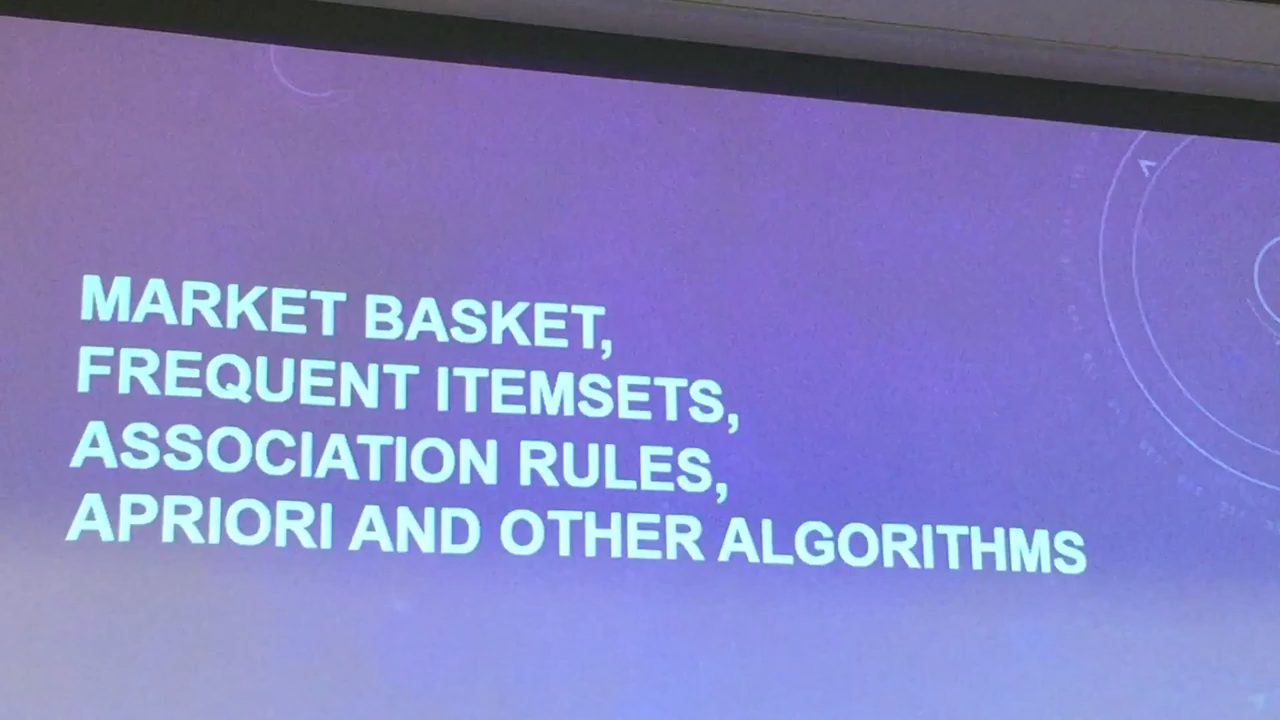 MARKET BASKET,
FREQUENT ITEMSETS,
ASSOCIATION RULES,
APRIORI AND OTHER ALGORITHMS